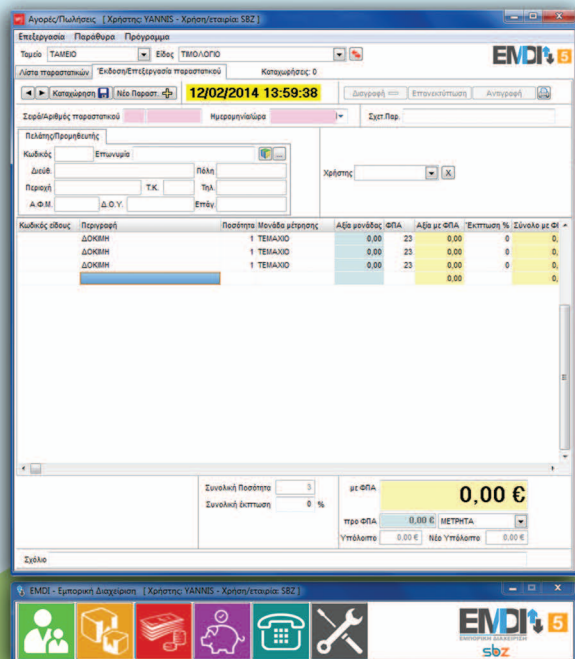 Αγορές/Πωλήσεις [Χρήστης: YANNIS - Χρήση/εταιρία: SBZ]
Επεξεργασία Παράθυρα Πρόγραμμα
Ταμείο ΤΑΜΕΙΟ Είδος ΤΙΜΟΛΟΓΙΟ
EMDI 5
Λίστα παραστατικών Έκδοση/Επεξεργασία παραστατικού Καταχωρήσεις: 0
Καταχώρηση Νέο Παραστ. 12/02/2014 13:59:38 Διαγραφή Επανεκτύπωση Αντιγραφή
Σειρά/Αριθμός παραστατικού Ημερομηνία/ώρα Σχετ.Παρ.
Πελάτης/Προμηθευτής
Κωδικός Επωνυμία
Διεύθ. Πόλη Χρήστης X
Περιοχή Τ.Κ. Τηλ.
Α.Φ.Μ. Δ.Ο.Υ. Επάγ.
Κωδικός είδους Περιγραφή Ποσότητα Μονάδα μέτρησης Αξία μονάδας ΦΠΑ Αξία με ΦΠΑ Έκπτωση % Σύνολο με ΦΙ
ΔΟΚΙΜΗ 1 ΤΕΜΑΧΙΟ 0,00 23 0,00 0 0,
ΔΟΚΙΜΗ 1 ΤΕΜΑΧΙΟ 0,00 23 0,00 0 0,
ΔΟΚΙΜΗ 1 ΤΕΜΑΧΙΟ 0,00 23 0,00 0 0,
0,00 0,
Συνολική Ποσότητα 3 με ΦΠΑ 0,00 €
Συνολική έκπτωση 0 %
προ ΦΠΑ 0,00 € ΜΕΤΡΗΤΑ
Υπόλοιπο 0,00 € Νέο Υπόλοιπο 0,00 €
Σχόλιο
EMDI - Εμπορική Διαχείριση [Χρήστης: YANNIS - Χρήση/εταιρία: SBZ]
EMDI 5
ΕΜΠΟΡΙΚΗ ΔΙΑΧΕΙΡΙΣΗ
sbz